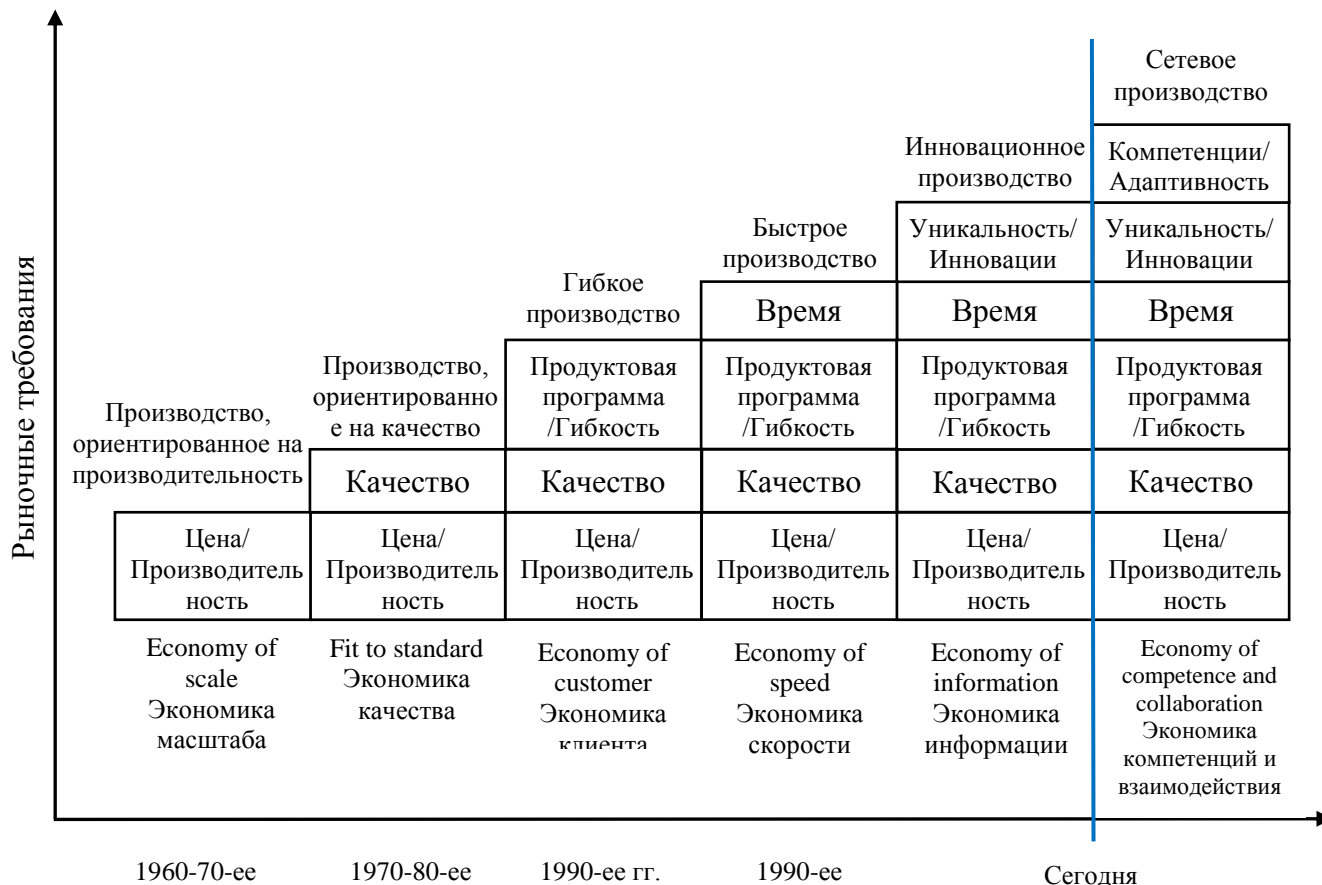 Рыночные требования
Производство,
ориентированное на
производительность
Цена/
Производитель
ность
Economy of
scale
Экономика
масштаба
1960-70-ее
Производство,
ориентированно
е на качество
Качество
Цена/
Производитель
ность
Fit to standard
Экономика
качества
1970-80-ее
Гибкое
производство
Продуктовая
программа
/Гибкость
Качество
Цена/
Производитель
ность
Economy of
customer
Экономика
клиента
1990-ее гг.
Быстрое
производство
Время
Продуктовая
программа
/Гибкость
Качество
Цена/
Производитель
ность
Economy of
speed
Экономика
скорости
1990-ее
Инновационное
производство
Уникальность/
Инновации
Время
Продуктовая
программа
/Гибкость
Качество
Цена/
Производитель
ность
Economy of
information
Экономика
информации
Сетевое
производство
Компетенции/
Адаптивность
Уникальность/
Инновации
Время
Продуктовая
программа
/Гибкость
Качество
Цена/
Производитель
ность
Economy of
competence and
collaboration
Экономика
компетенций и
взаимодействия
Сегодня